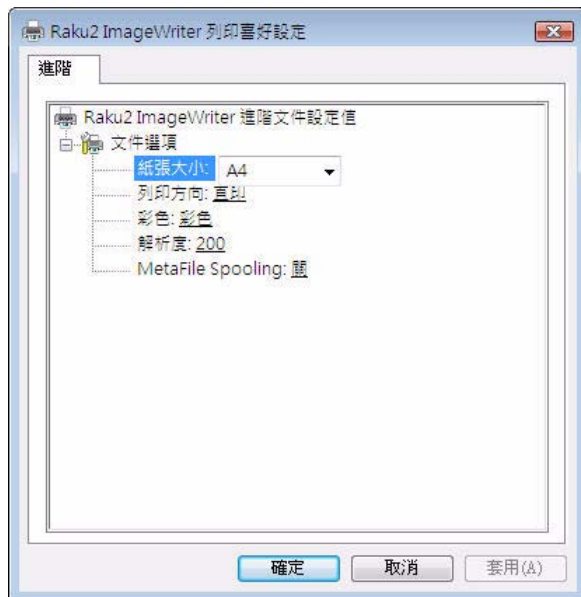 Raku2 ImageWriter 列印喜好設定
進階
Raku2 ImageWriter 進階文件設定值
文件選項
紙張大小: A4
列印方向: 直印
彩色: 彩色
解析度: 200
MetaFile Spooling: 關
確定 取消 套用(A)